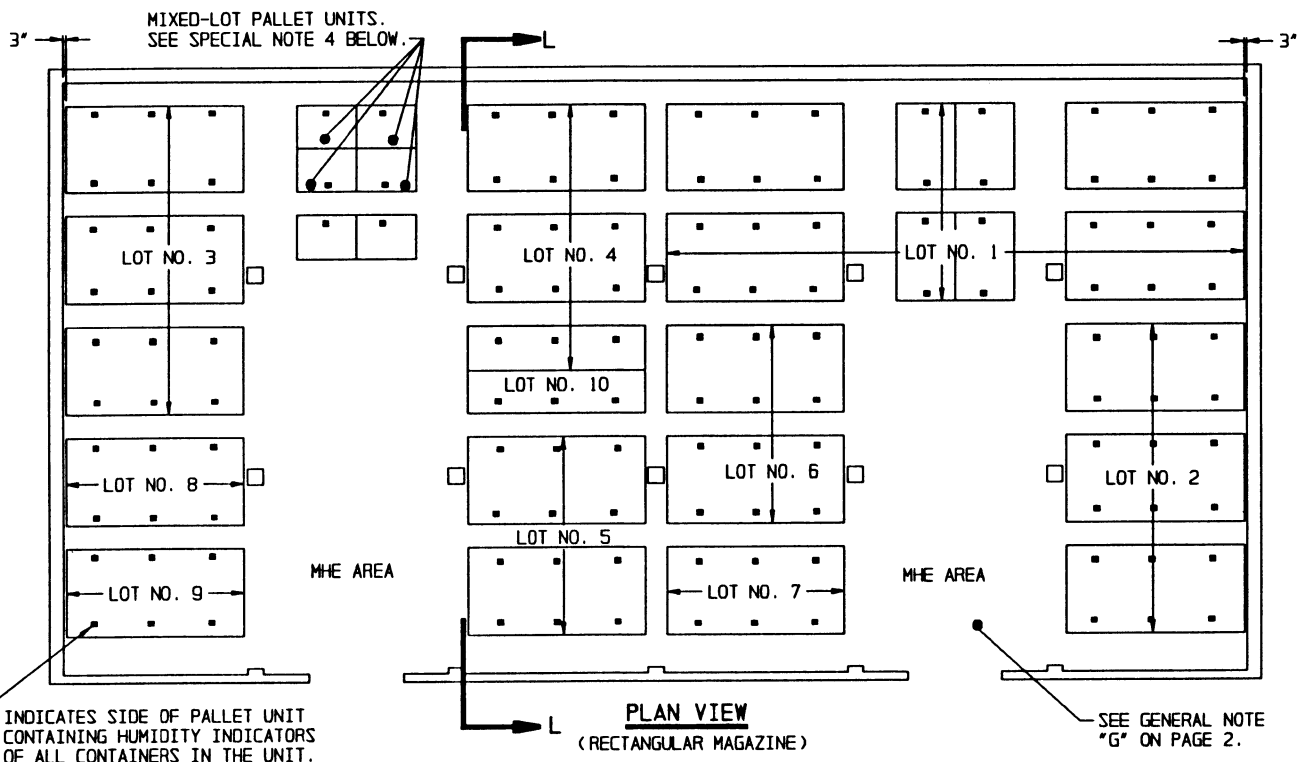 MIXED-LOT PALLET UNITS.
SEE SPECIAL NOTE 4 BELOW.
3"
L
3"
LOT NO. 3
LOT NO. 4
LOT NO. 1
LOT NO. 10
LOT NO. 8
LOT NO. 6
LOT NO. 2
LOT NO. 5
MHE AREA
MHE AREA
LOT NO. 9
LOT NO. 7
INDICATES SIDE OF PALLET UNIT
CONTAINING HUMIDITY INDICATORS
OF ALL CONTAINERS IN THE UNIT.
L
PLAN VIEW
(RECTANGULAR MAGAZINE)
SEE GENERAL NOTE
"G" ON PAGE 2.